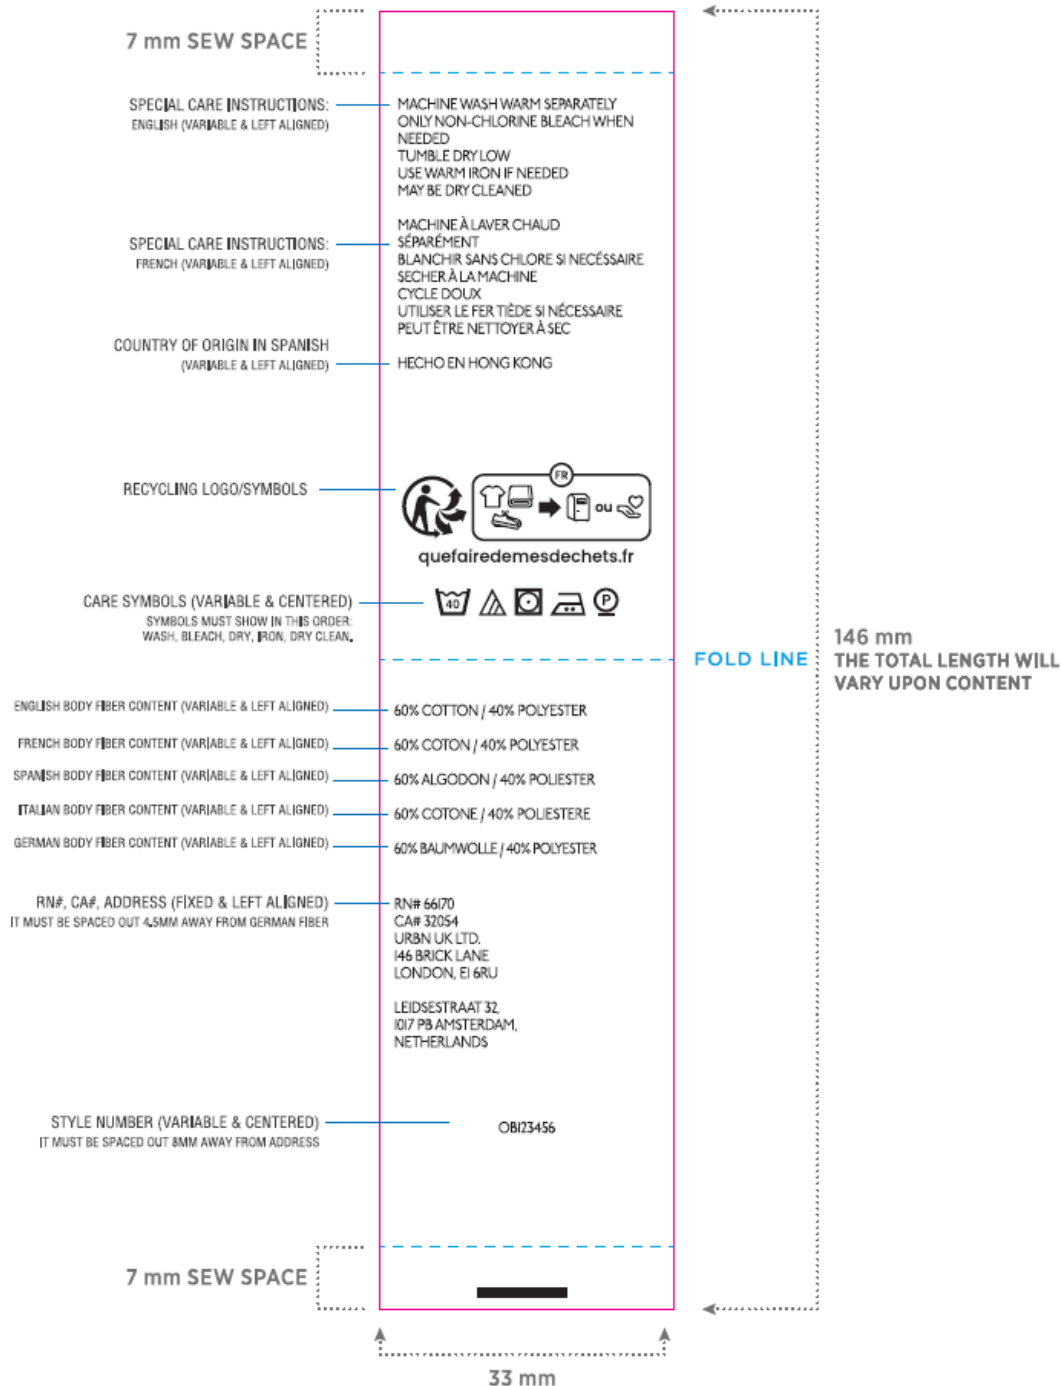 7 mm SEW SPACE
SPECIAL CARE INSTRUCTIONS:
ENGLISH (VARIABLE & LEFT ALIGNED)
MACHINE WASH WARM SEPARATELY
ONLY NON-CHLORINE BLEACH WHEN
NEEDED
TUMBLE DRY LOW
USE WARM IRON IF NEEDED
MAY BE DRY CLEANED
SPECIAL CARE INSTRUCTIONS:
FRENCH (VARIABLE & LEFT ALIGNED)
MACHINE À LAVER CHAUD
SÉPARÉMENT
BLANCHIR SANS CHLORE SI NECÉSSAIRE
SECHER À LA MACHINE
CYCLE DOUX
UTILISER LE FER TIÈDE SI NÉCESSAIRE
PEUT ÊTRE NETTOYER À SEC
COUNTRY OF ORIGIN IN SPANISH
(VARIABLE & LEFT ALIGNED)
HECHO EN HONG KONG
RECYCLING LOGO/SYMBOLS
FR
ou
quefairedemesdechets.fr
CARE SYMBOLS (VARIABLE & CENTERED)
SYMBOLS MUST SHOW IN THIS ORDER:
WASH, BLEACH, DRY, IRON, DRY CLEAN.
40
P
FOLD LINE
146 mm
THE TOTAL LENGTH WILL
VARY UPON CONTENT
ENGLISH BODY FIBER CONTENT (VARIABLE & LEFT ALIGNED)
60% COTTON / 40% POLYESTER
FRENCH BODY FIBER CONTENT (VARIABLE & LEFT ALIGNED)
60% COTON / 40% POLYESTER
SPANISH BODY FIBER CONTENT (VARIABLE & LEFT ALIGNED)
60% ALGODON / 40% POLIESTER
ITALIAN BODY FIBER CONTENT (VARIABLE & LEFT ALIGNED)
60% COTONE / 40% POLIESTERE
GERMAN BODY FIBER CONTENT (VARIABLE & LEFT ALIGNED)
60% BAUMWOLLE / 40% POLYESTER
RN#, CA#, ADDRESS (FIXED & LEFT ALIGNED)
IT MUST BE SPACED OUT 4.5MM AWAY FROM GERMAN FIBER
RN# 66170
CA# 32054
URBN UK LTD.
146 BRICK LANE
LONDON, E1 6RU
LEIDSESTRAAT 32,
1017 PB AMSTERDAM,
NETHERLANDS
STYLE NUMBER (VARIABLE & CENTERED)
IT MUST BE SPACED OUT 8MM AWAY FROM ADDRESS
OB123456
7 mm SEW SPACE
33 mm